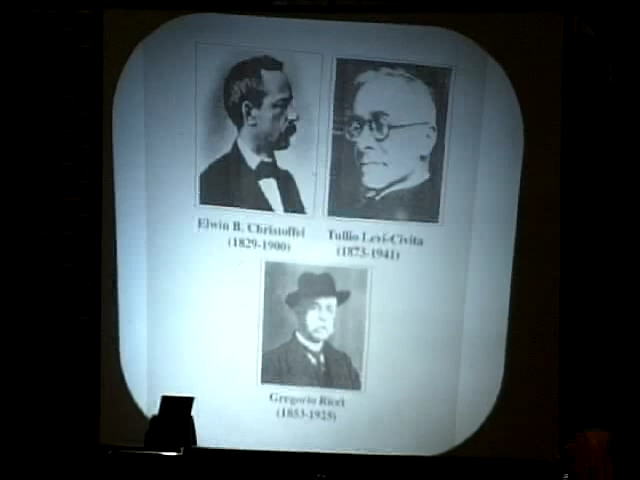 Elwin B. Christoffel
(1829-1900)
Tullio Levi-Civita
(1873-1941)
Gregorio Ricci
(1853-1925)